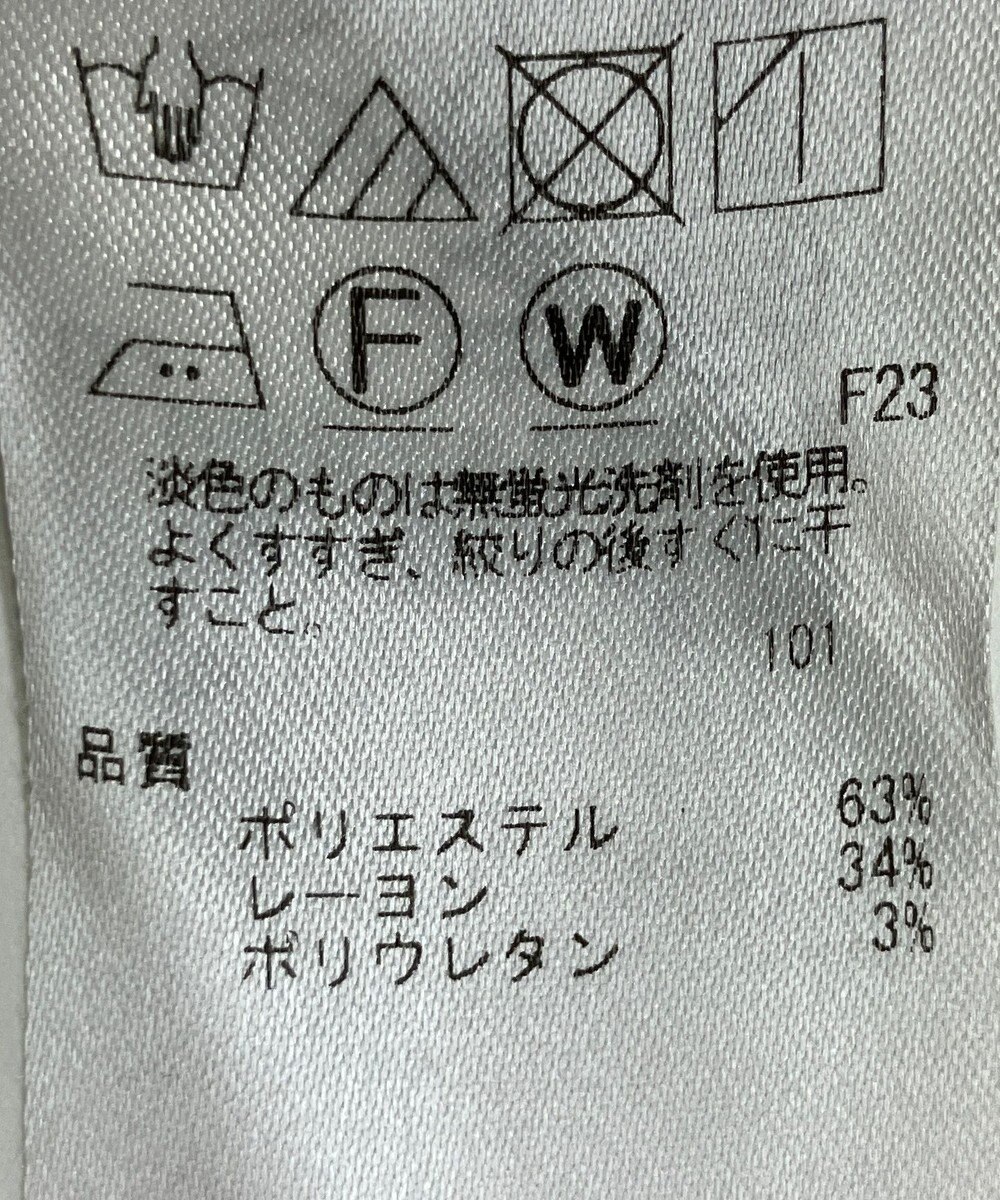 F W
F23
淡色のものは無蛍光洗剤を使用。
よくすすぎ、絞りの後すぐに干
すこと。
101
品質
ポリエステル 63%
レーヨン 34%
ポリウレタン 3%